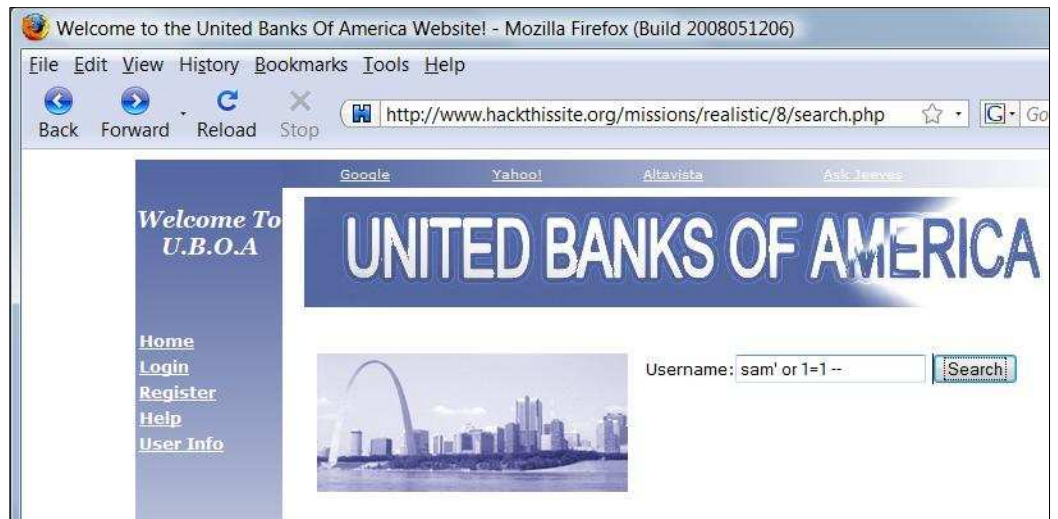 Welcome to the United Banks Of America Website! - Mozilla Firefox (Build 2008051206)
File Edit View History Bookmarks Tools Help
Back Forward Reload Stop http://www.hackthissite.org/missions/realistic/8/search.php G Go
Google Yahoo! Altavista Ask Jeeves
Welcome To
U.B.O.A
UNITED BANKS OF AMERICA
Home
Login
Register
Help
User Info
Username: sam' or 1=1 -- Search